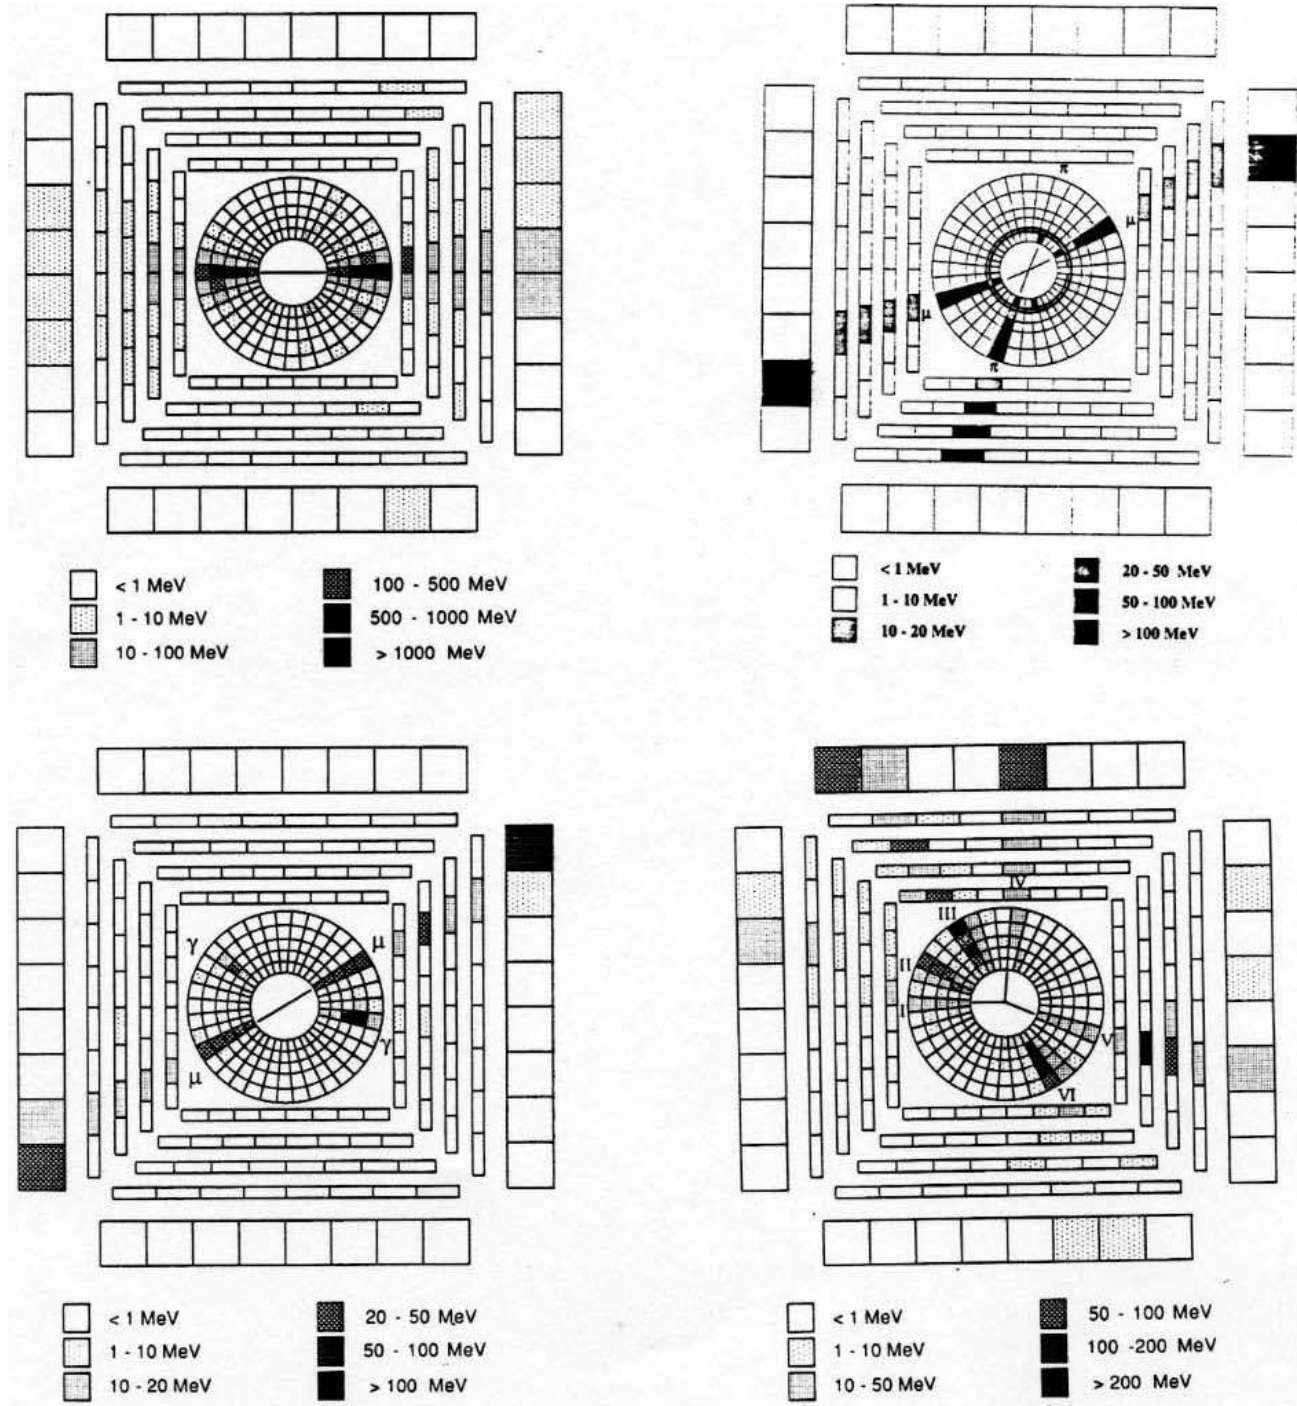 π
μ
μ
π
< 1 MeV
100 - 500 MeV
1 - 10 MeV
500 - 1000 MeV
10 - 100 MeV
> 1000 MeV
< 1 MeV
20 - 50 MeV
1 - 10 MeV
50 - 100 MeV
10 - 20 MeV
> 100 MeV
γ
μ
γ
μ
IV
III
II
I
V
VI
< 1 MeV
20 - 50 MeV
1 - 10 MeV
50 - 100 MeV
10 - 20 MeV
> 100 MeV
< 1 MeV
50 - 100 MeV
1 - 10 MeV
100 -200 MeV
10 - 50 MeV
> 200 MeV